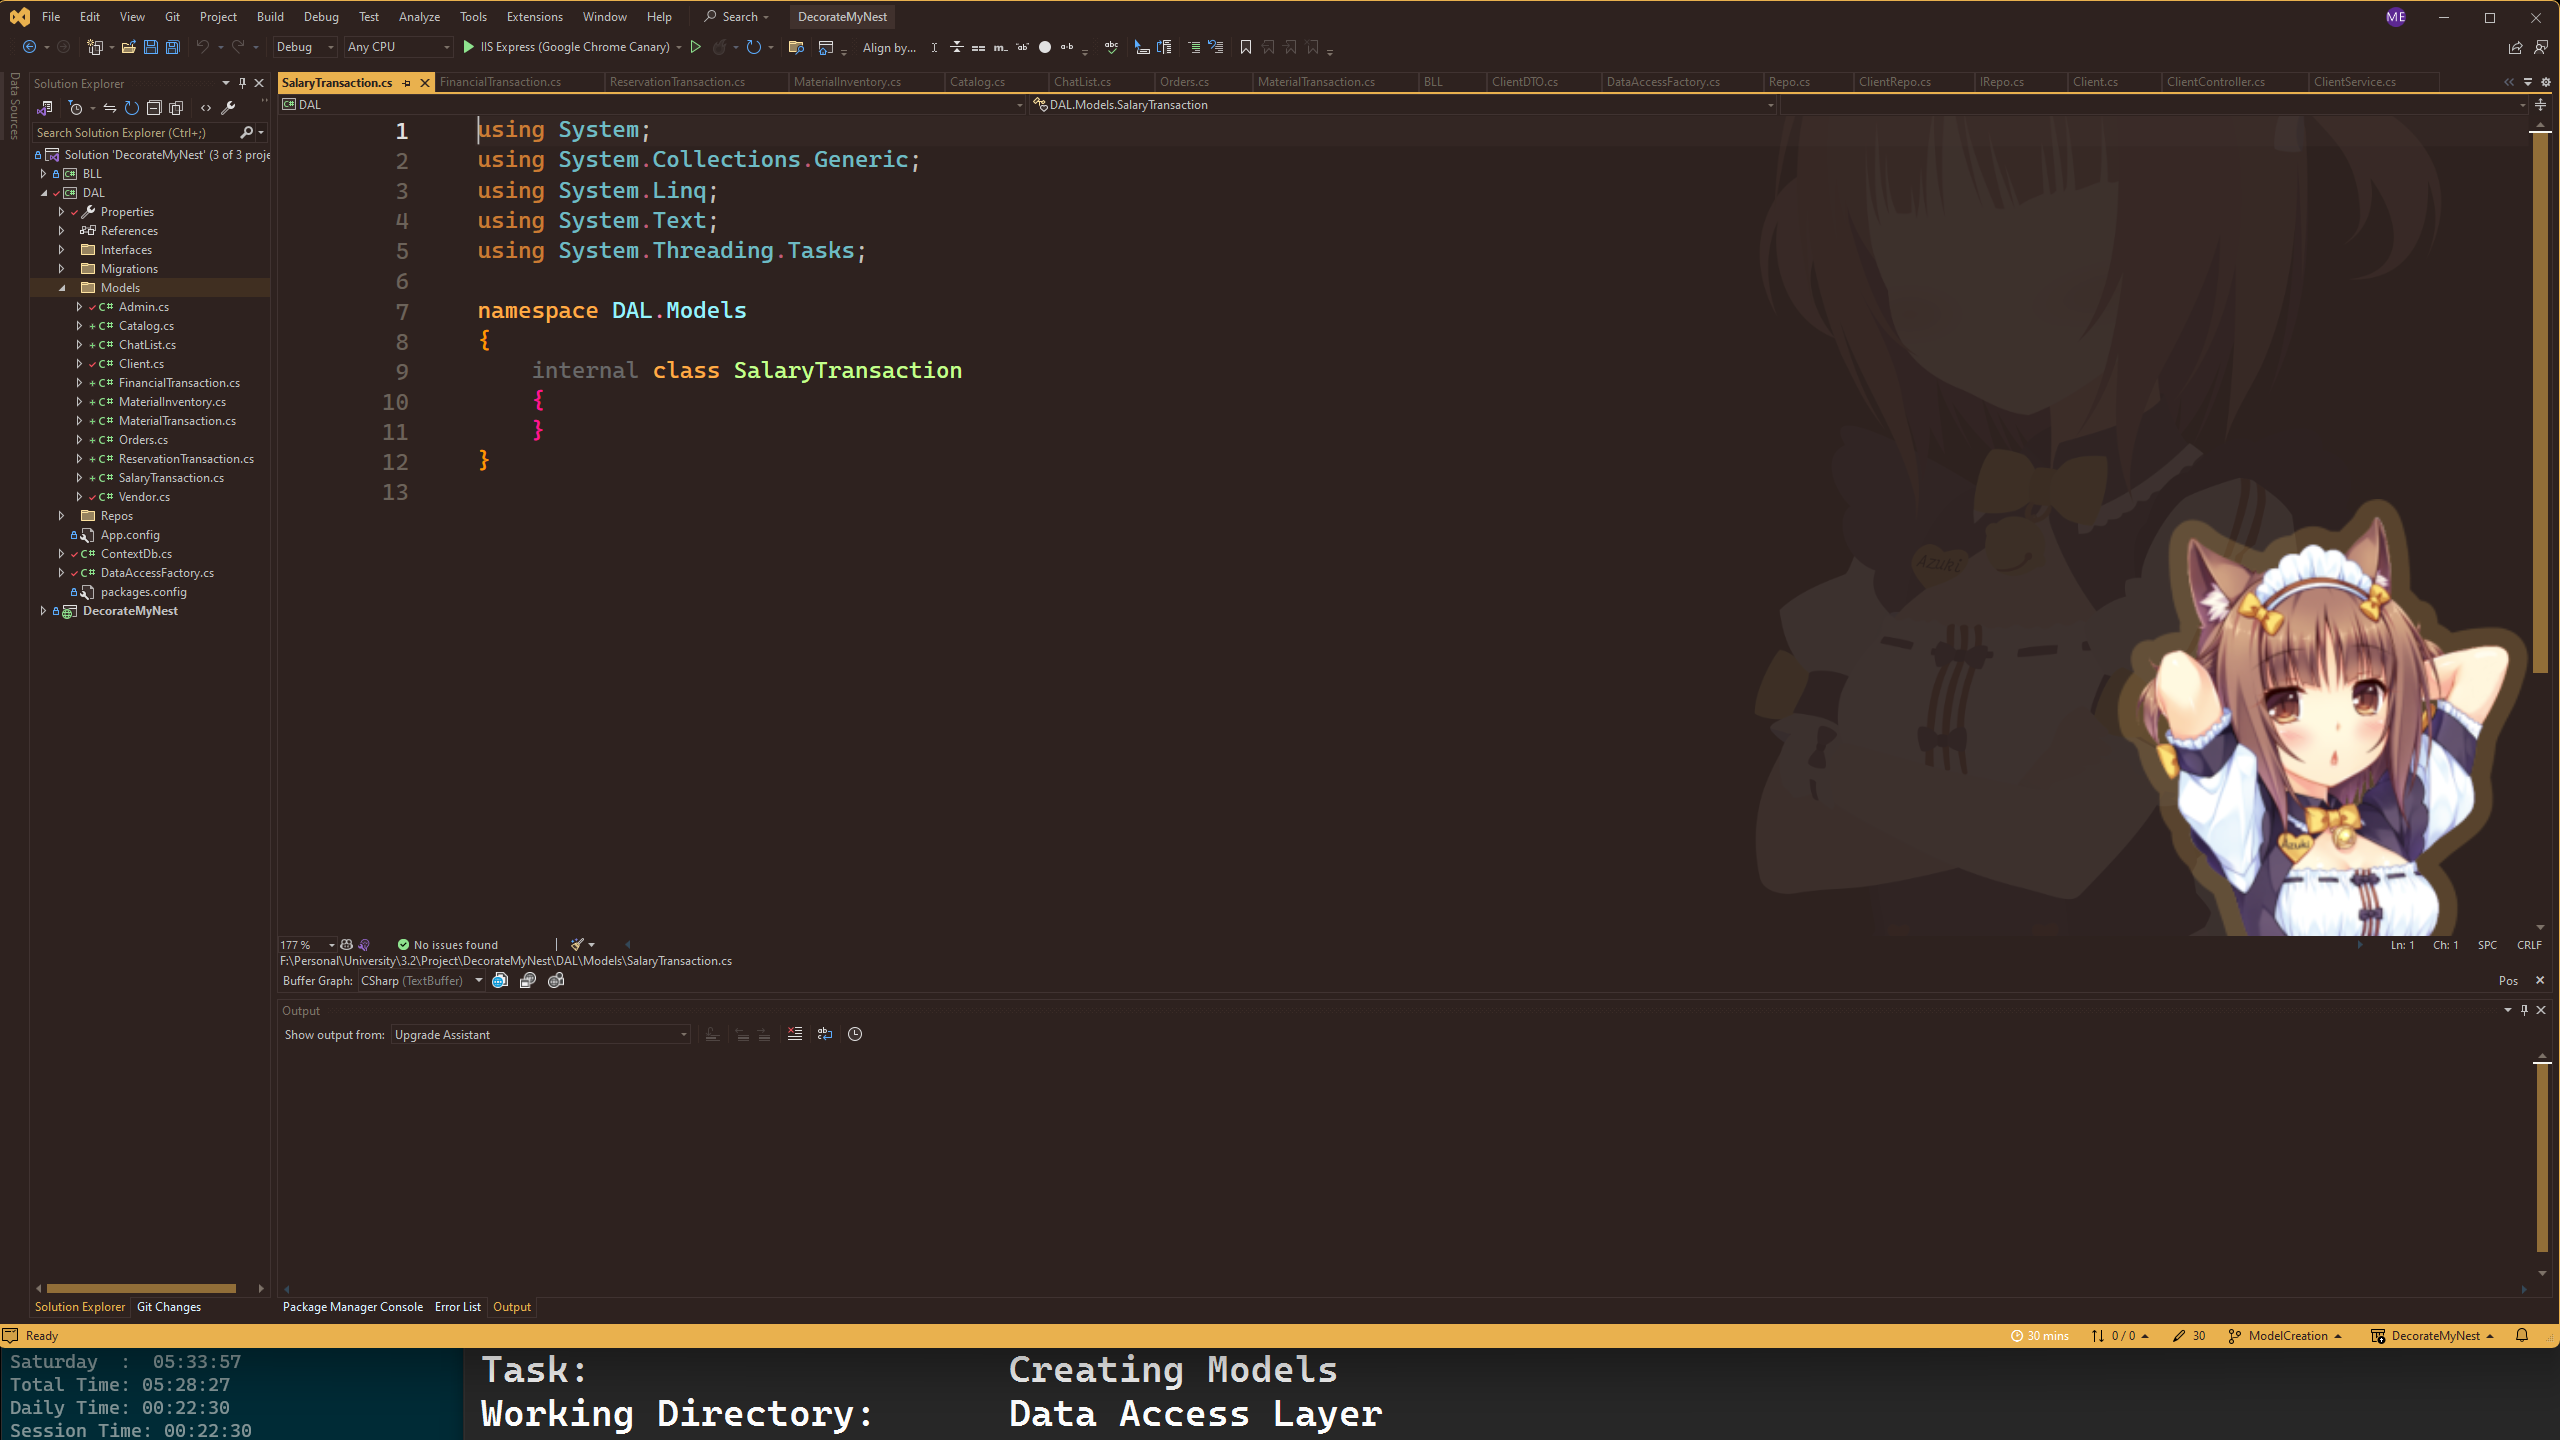 File Edit View Git Project Build Debug Test Analyze Tools Extensions Window Help Search DecorateMyNest ME
Debug Any CPU IIS Express (Google Chrome Canary) Align by...
Data Sources
Solution Explorer
Search Solution Explorer (Ctrl+;)
Solution 'DecorateMyNest' (3 of 3 proje
BLL
DAL
Properties
References
Interfaces
Migrations
Models
C# Admin.cs
C# Catalog.cs
C# ChatList.cs
C# Client.cs
C# FinancialTransaction.cs
C# MaterialInventory.cs
C# MaterialTransaction.cs
C# Orders.cs
C# ReservationTransaction.cs
C# SalaryTransaction.cs
C# Vendor.cs
Repos
App.config
C# ContextDb.cs
C# DataAccessFactory.cs
packages.config
DecorateMyNest
Solution Explorer Git Changes
SalaryTransaction.cs FinancialTransaction.cs ReservationTransaction.cs MaterialInventory.cs Catalog.cs ChatList.cs Orders.cs MaterialTransaction.cs BLL ClientDTO.cs DataAccessFactory.cs Repo.cs ClientRepo.cs IRepo.cs Client.cs ClientController.cs ClientService.cs
DAL DAL.Models.SalaryTransaction
1 using System;
2 using System.Collections.Generic;
3 using System.Linq;
4 using System.Text;
5 using System.Threading.Tasks;
6
7 namespace DAL.Models
8 {
9 internal class SalaryTransaction
10 {
11 }
12 }
13
Azuki
Azuki
177 % No issues found Ln: 1 Ch: 1 SPC CRLF
F:\Personal\University\3.2\Project\DecorateMyNest\DAL\Models\SalaryTransaction.cs
Buffer Graph: CSharp (TextBuffer) Pos
Output
Show output from: Upgrade Assistant
Package Manager Console Error List Output
Ready 30 mins 0 / 0 30 ModelCreation DecorateMyNest
Saturday : 05:33:57
Total Time: 05:28:27
Daily Time: 00:22:30
Session Time: 00:22:30
Task: Creating Models
Working Directory: Data Access Layer